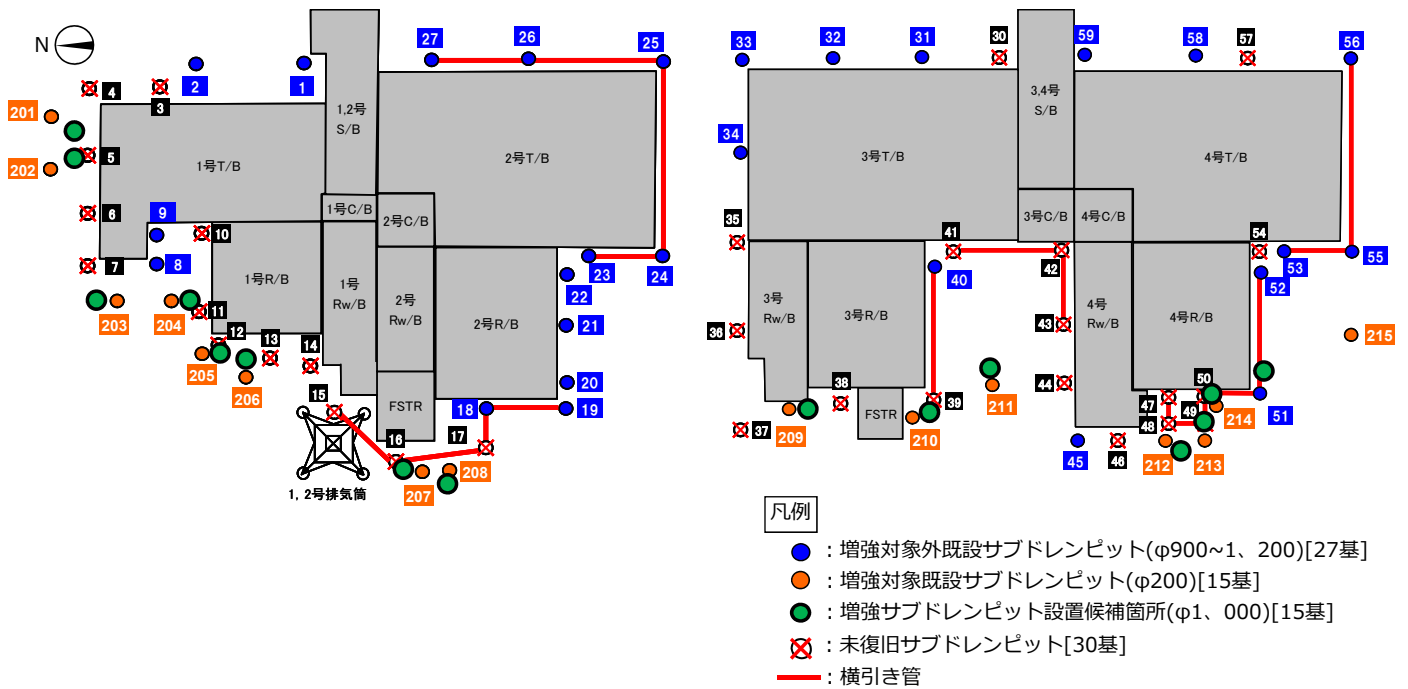 N
27
26
25
2
1
4
3
201
5
202
6
9
10
7
8
203
204
11
12
205
13
14
206
15
16
17
18
19
20
21
22
23
24
207
208
1号T/B
1,2号
S/B
2号T/B
1号C/B
2号C/B
1号R/B
1号
Rw/B
2号
Rw/B
2号R/B
FSTR
1, 2号排気筒
33
32
31
30
59
58
57
56
34
35
41
54
40
42
53
55
52
36
43
215
38
39
211
44
47
50
49
48
51
214
37
209
210
45
46
212
213
3号T/B
3,4号
S/B
4号T/B
3号C/B
4号C/B
3号
Rw/B
3号R/B
FSTR
4号
Rw/B
4号R/B
凡例
: 増強対象外既設サブドレンピット(φ900~1、200)[27基]
: 増強対象既設サブドレンピット(φ200)[15基]
: 増強サブドレンピット設置候補箇所(φ1、000)[15基]
: 未復旧サブドレンピット[30基]
: 横引き管